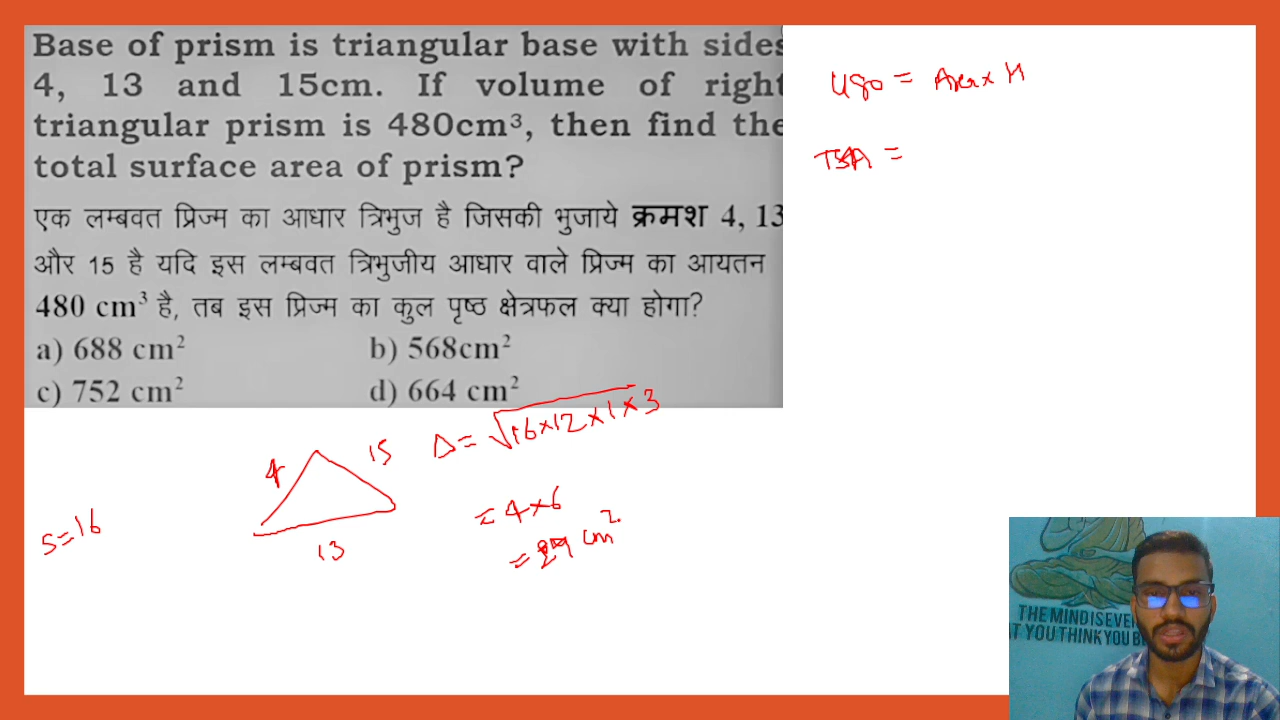 Base of prism is triangular base with sides
4, 13 and 15cm. If volume of right
triangular prism is 480cm³, then find the
total surface area of prism?
एक लम्बवत प्रिज्म का आधार त्रिभुज है जिसकी भुजाये क्रमश 4, 13
और 15 है यदि इस लम्बवत त्रिभुजीय आधार वाले प्रिज्म का आयतन
480 cm³ है, तब इस प्रिज्म का कुल पृष्ठ क्षेत्रफल क्या होगा?
a) 688 cm² b) 568cm²
c) 752 cm² d) 664 cm²
480 = Area × H
TSA =
Δ = √16×12×1×3
= 4×6
= 24 cm².
4 15
13
S=16
THE MIND IS EVER
AT YOU THINK YOU B